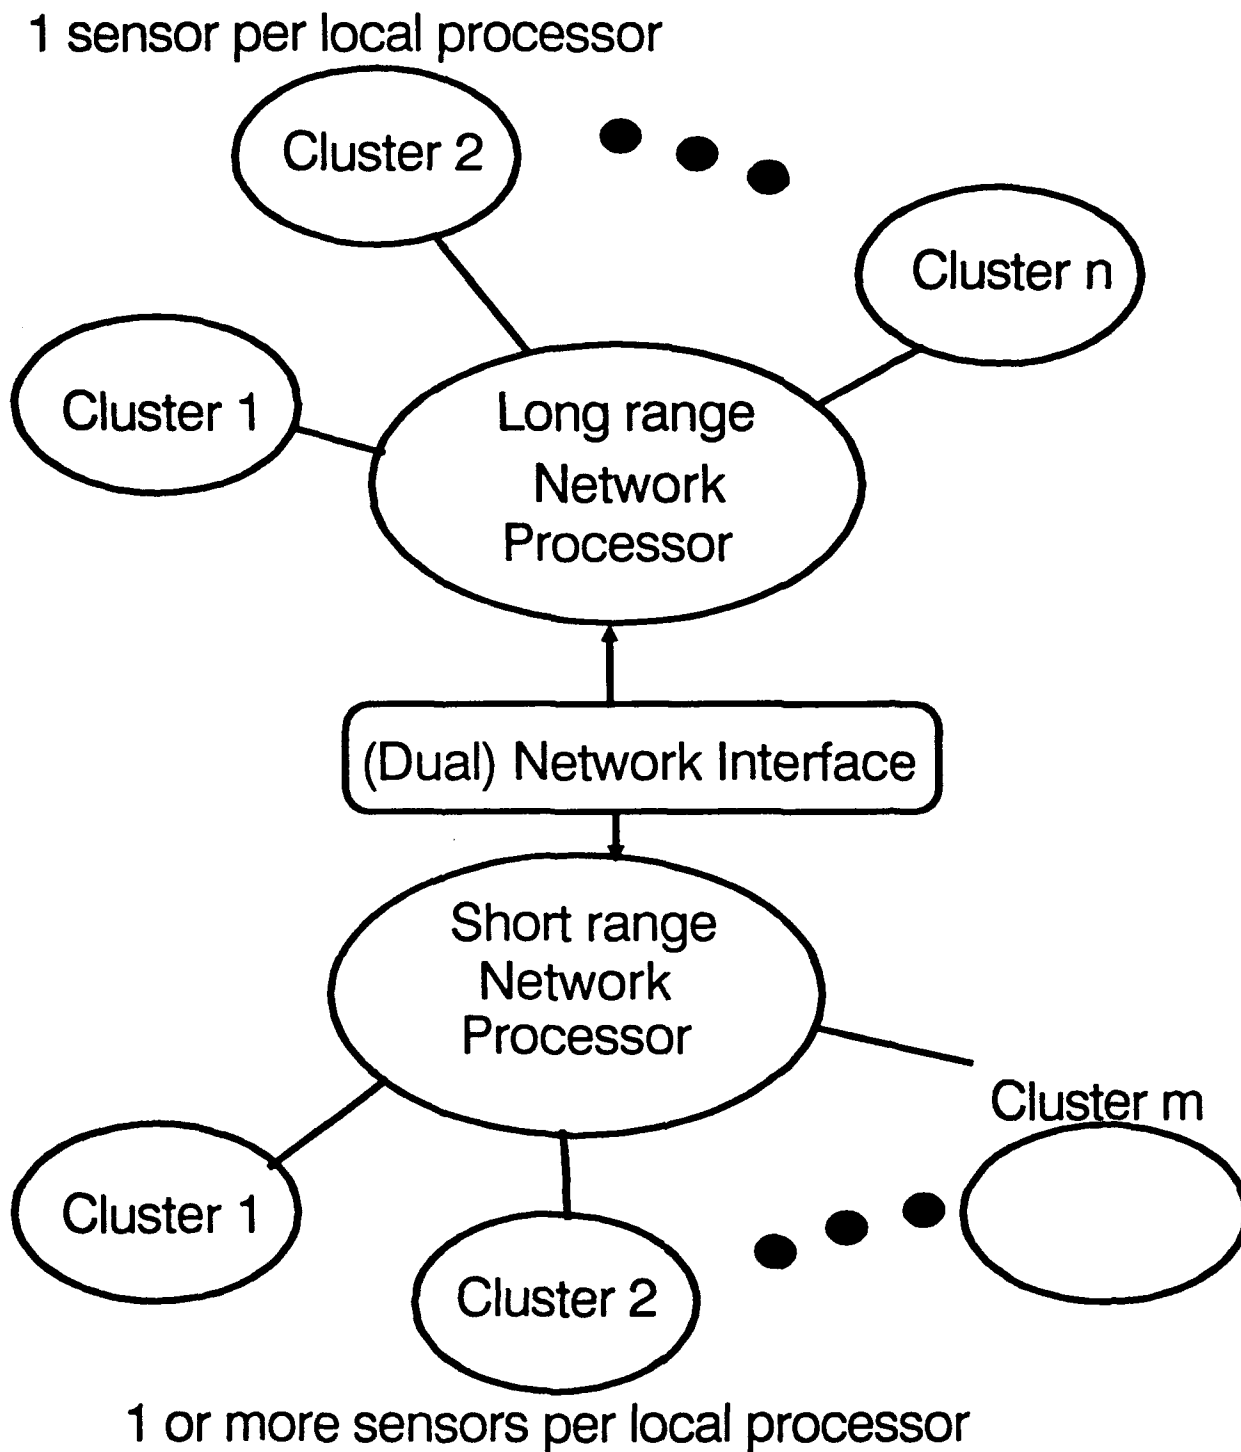 1 sensor per local processor
Cluster 2
Cluster n
Cluster 1
Long range
Network
Processor
(Dual) Network Interface
Short range
Network
Processor
Cluster m
Cluster 1
Cluster 2
1 or more sensors per local processor